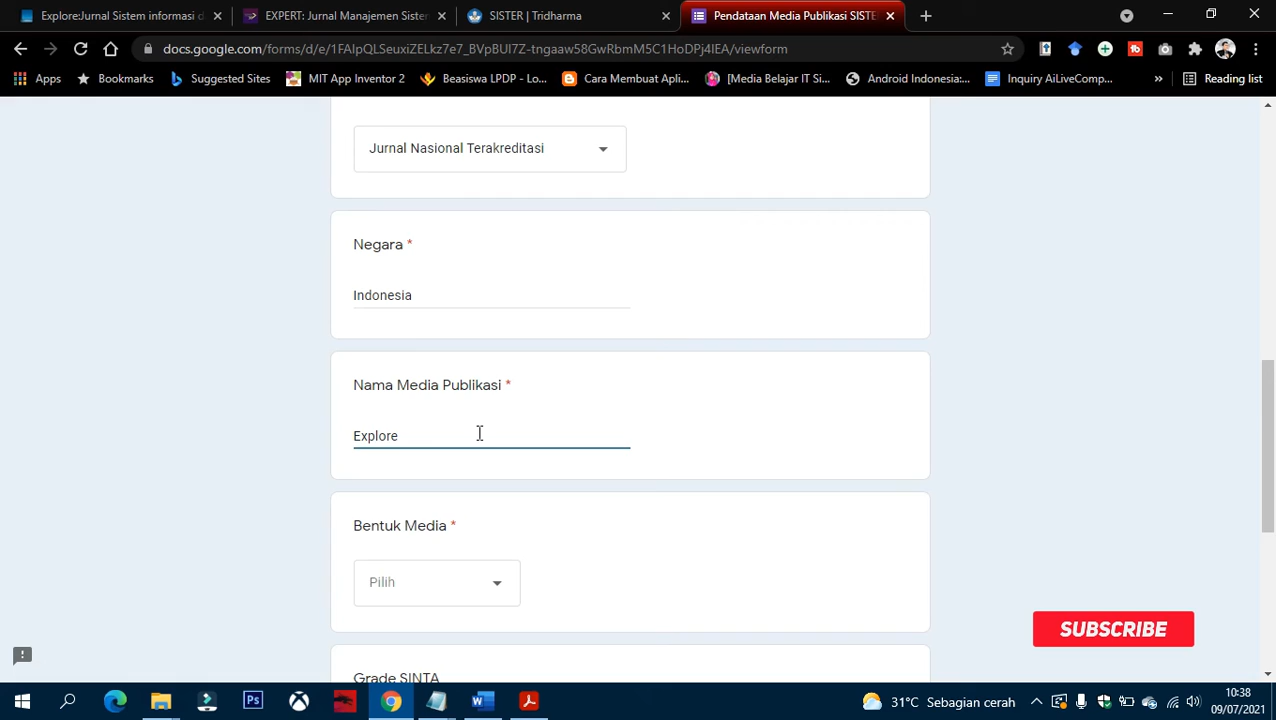 Explore:Jurnal Sistem informasi d
EXPERT: Jurnal Manajemen Sister
SISTER | Tridharma
Pendataan Media Publikasi SISTE
docs.google.com/forms/d/e/1FAIpQLSeuxiZELkz7e7_BVpBUI7Z-tngaaw58GwRbmM5C1HoDPj4lEA/viewform
Apps
Bookmarks
Suggested Sites
MIT App Inventor 2
Beasiswa LPDP - Lo...
Cara Membuat Apli...
[Media Belajar IT Si...
Android Indonesia:...
Inquiry AiLiveComp...
»
Reading list
Jurnal Nasional Terakreditasi
Negara *
Indonesia
Nama Media Publikasi *
Explore
Bentuk Media *
Pilih
SUBSCRIBE
Grade SINTA
31°C Sebagian cerah
10:38
09/07/2021